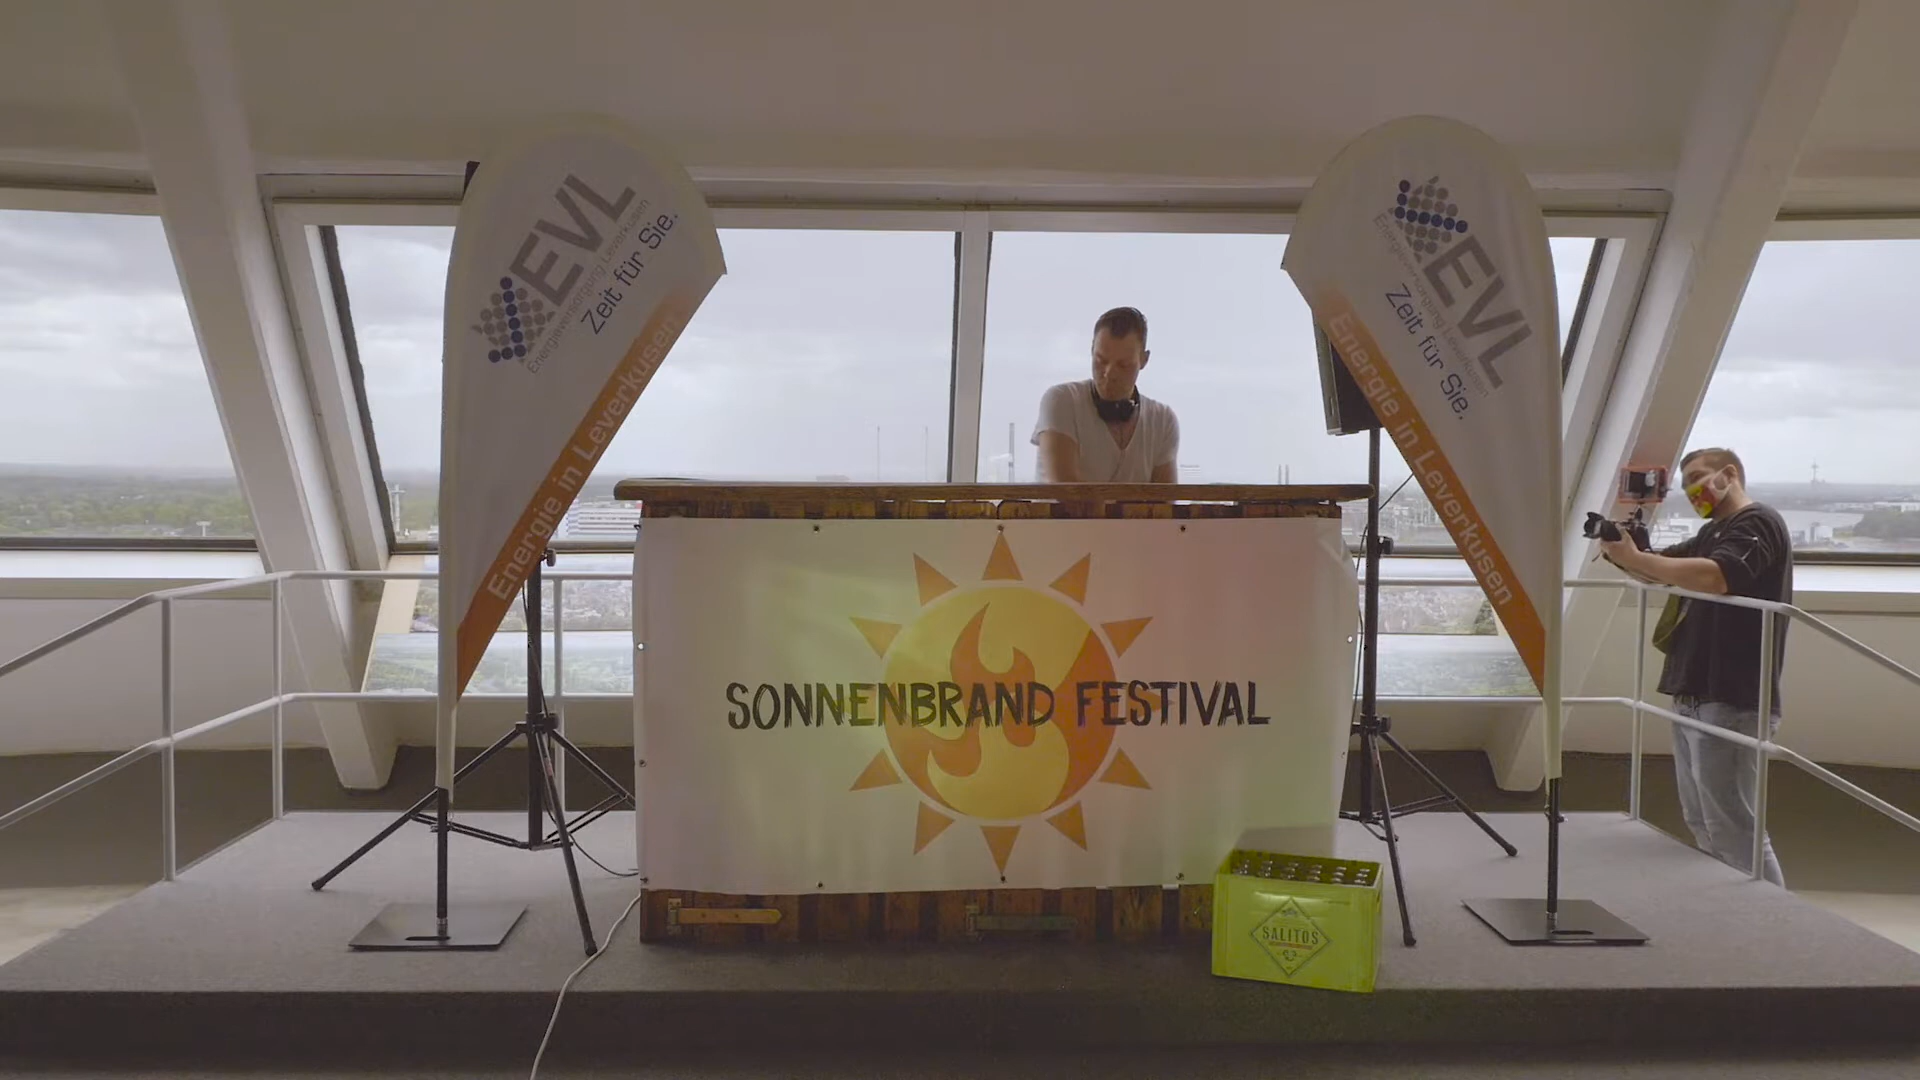 EVL
Energieversorgung Leverkusen
Zeit für Sie.
Energie in Leverkusen
EVL
Energieversorgung Leverkusen
Zeit für Sie.
Energie in Leverkusen
SONNENBRAND FESTIVAL
SALITOS